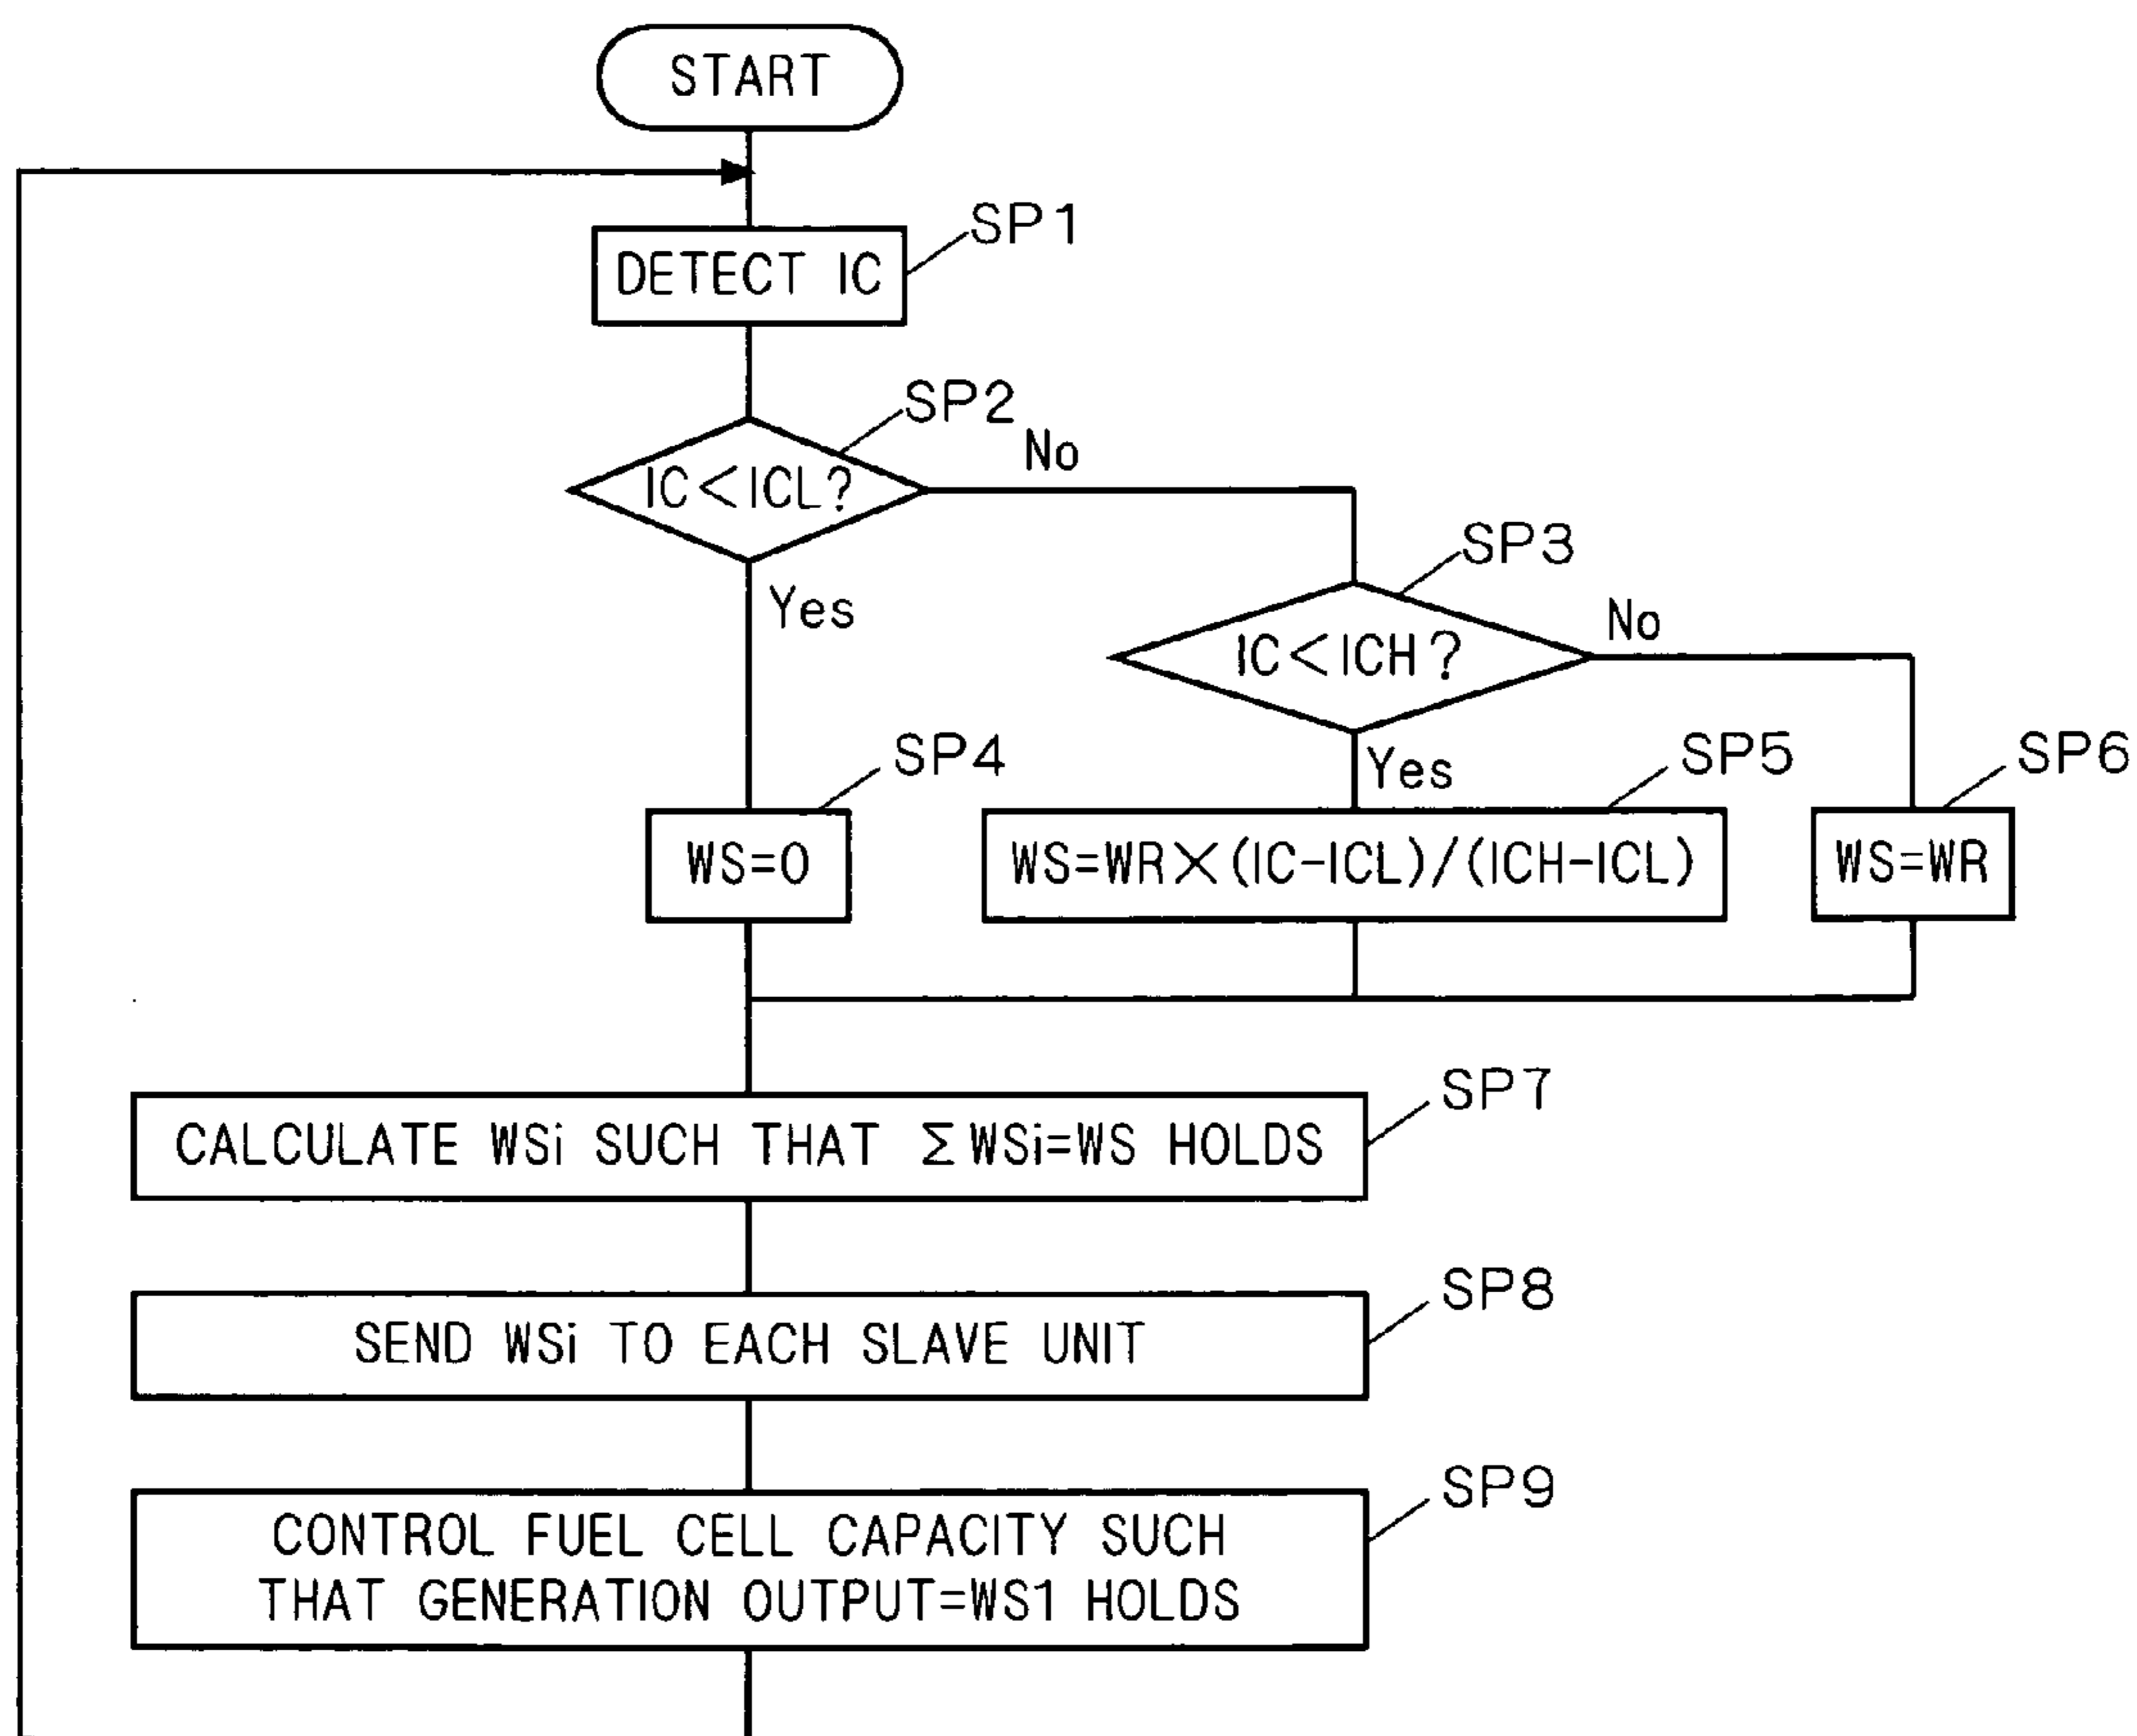 START
SP1
DETECT IC
SP2
No
IC<ICL?
SP3
Yes
No
IC<ICH?
SP4
Yes
SP5
SP6
WS=0
WS=WR×(IC-ICL)/(ICH-ICL)
WS=WR
SP7
CALCULATE WSi SUCH THAT ΣWSi=WS HOLDS
SP8
SEND WSi TO EACH SLAVE UNIT
SP9
CONTROL FUEL CELL CAPACITY SUCH
THAT GENERATION OUTPUT=WS1 HOLDS